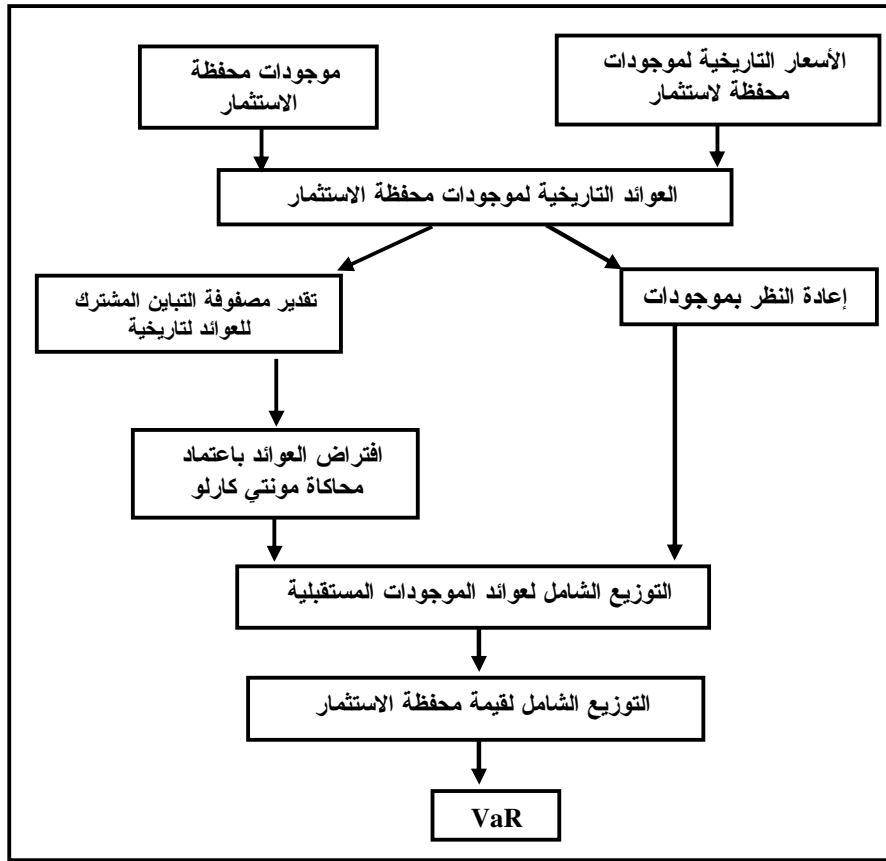 الأسعار التاريخية لموجودات
محفظة لاستثمار
موجودات محفظة
الاستثمار
العوائد التاريخية لموجودات محفظة الاستثمار
إعادة النظر بموجودات
تقدير مصفوفة التباين المشترك
للعوائد لتاريخية
افتراض العوائد باعتماد
محاكاة مونتي كارلو
التوزيع الشامل لعوائد الموجودات المستقبلية
التوزيع الشامل لقيمة محفظة الاستثمار
VaR